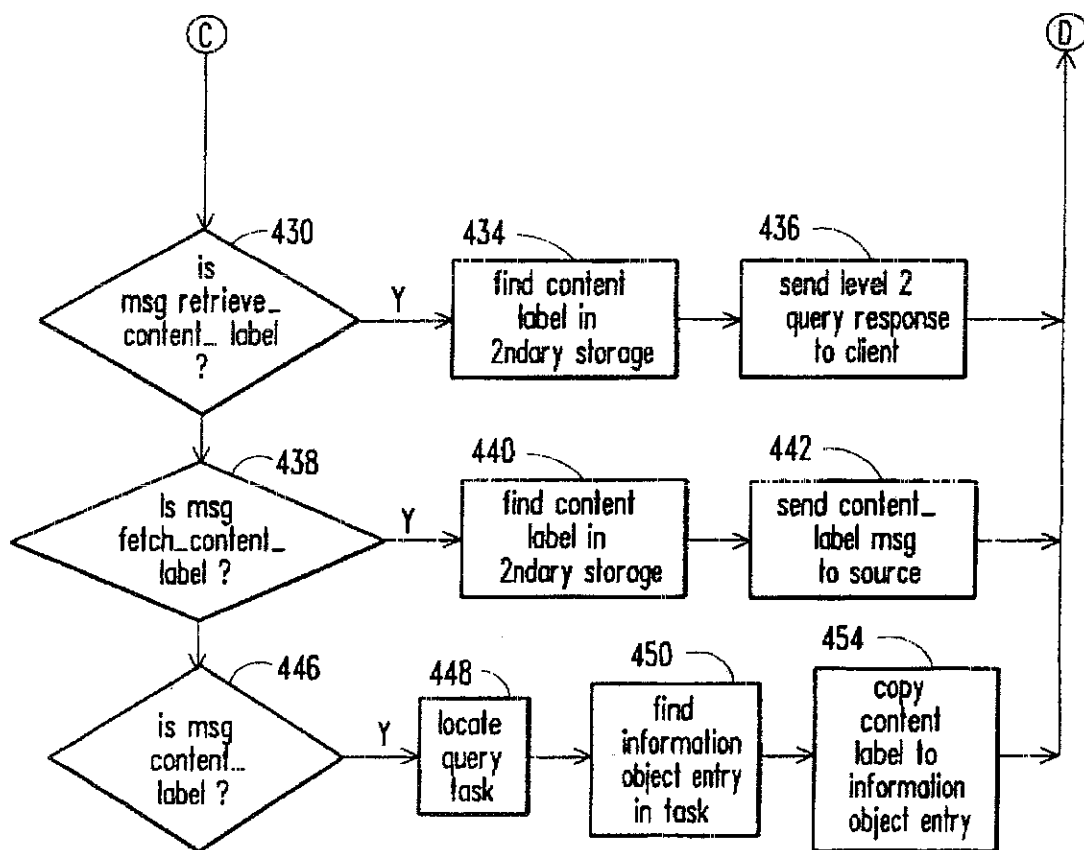 C
D
430
is
msg retrieve_
content_ label
?
Y
434
find content
label in
2ndary storage
436
send level 2
query response
to client
438
Is msg
fetch_content_
label ?
Y
440
find content
label in
2ndary storage
442
send content_
label msg
to source
446
is msg
content_
label ?
Y
448
locate
query
task
450
find
information
object entry
in task
454
copy
content
label to
information
object entry